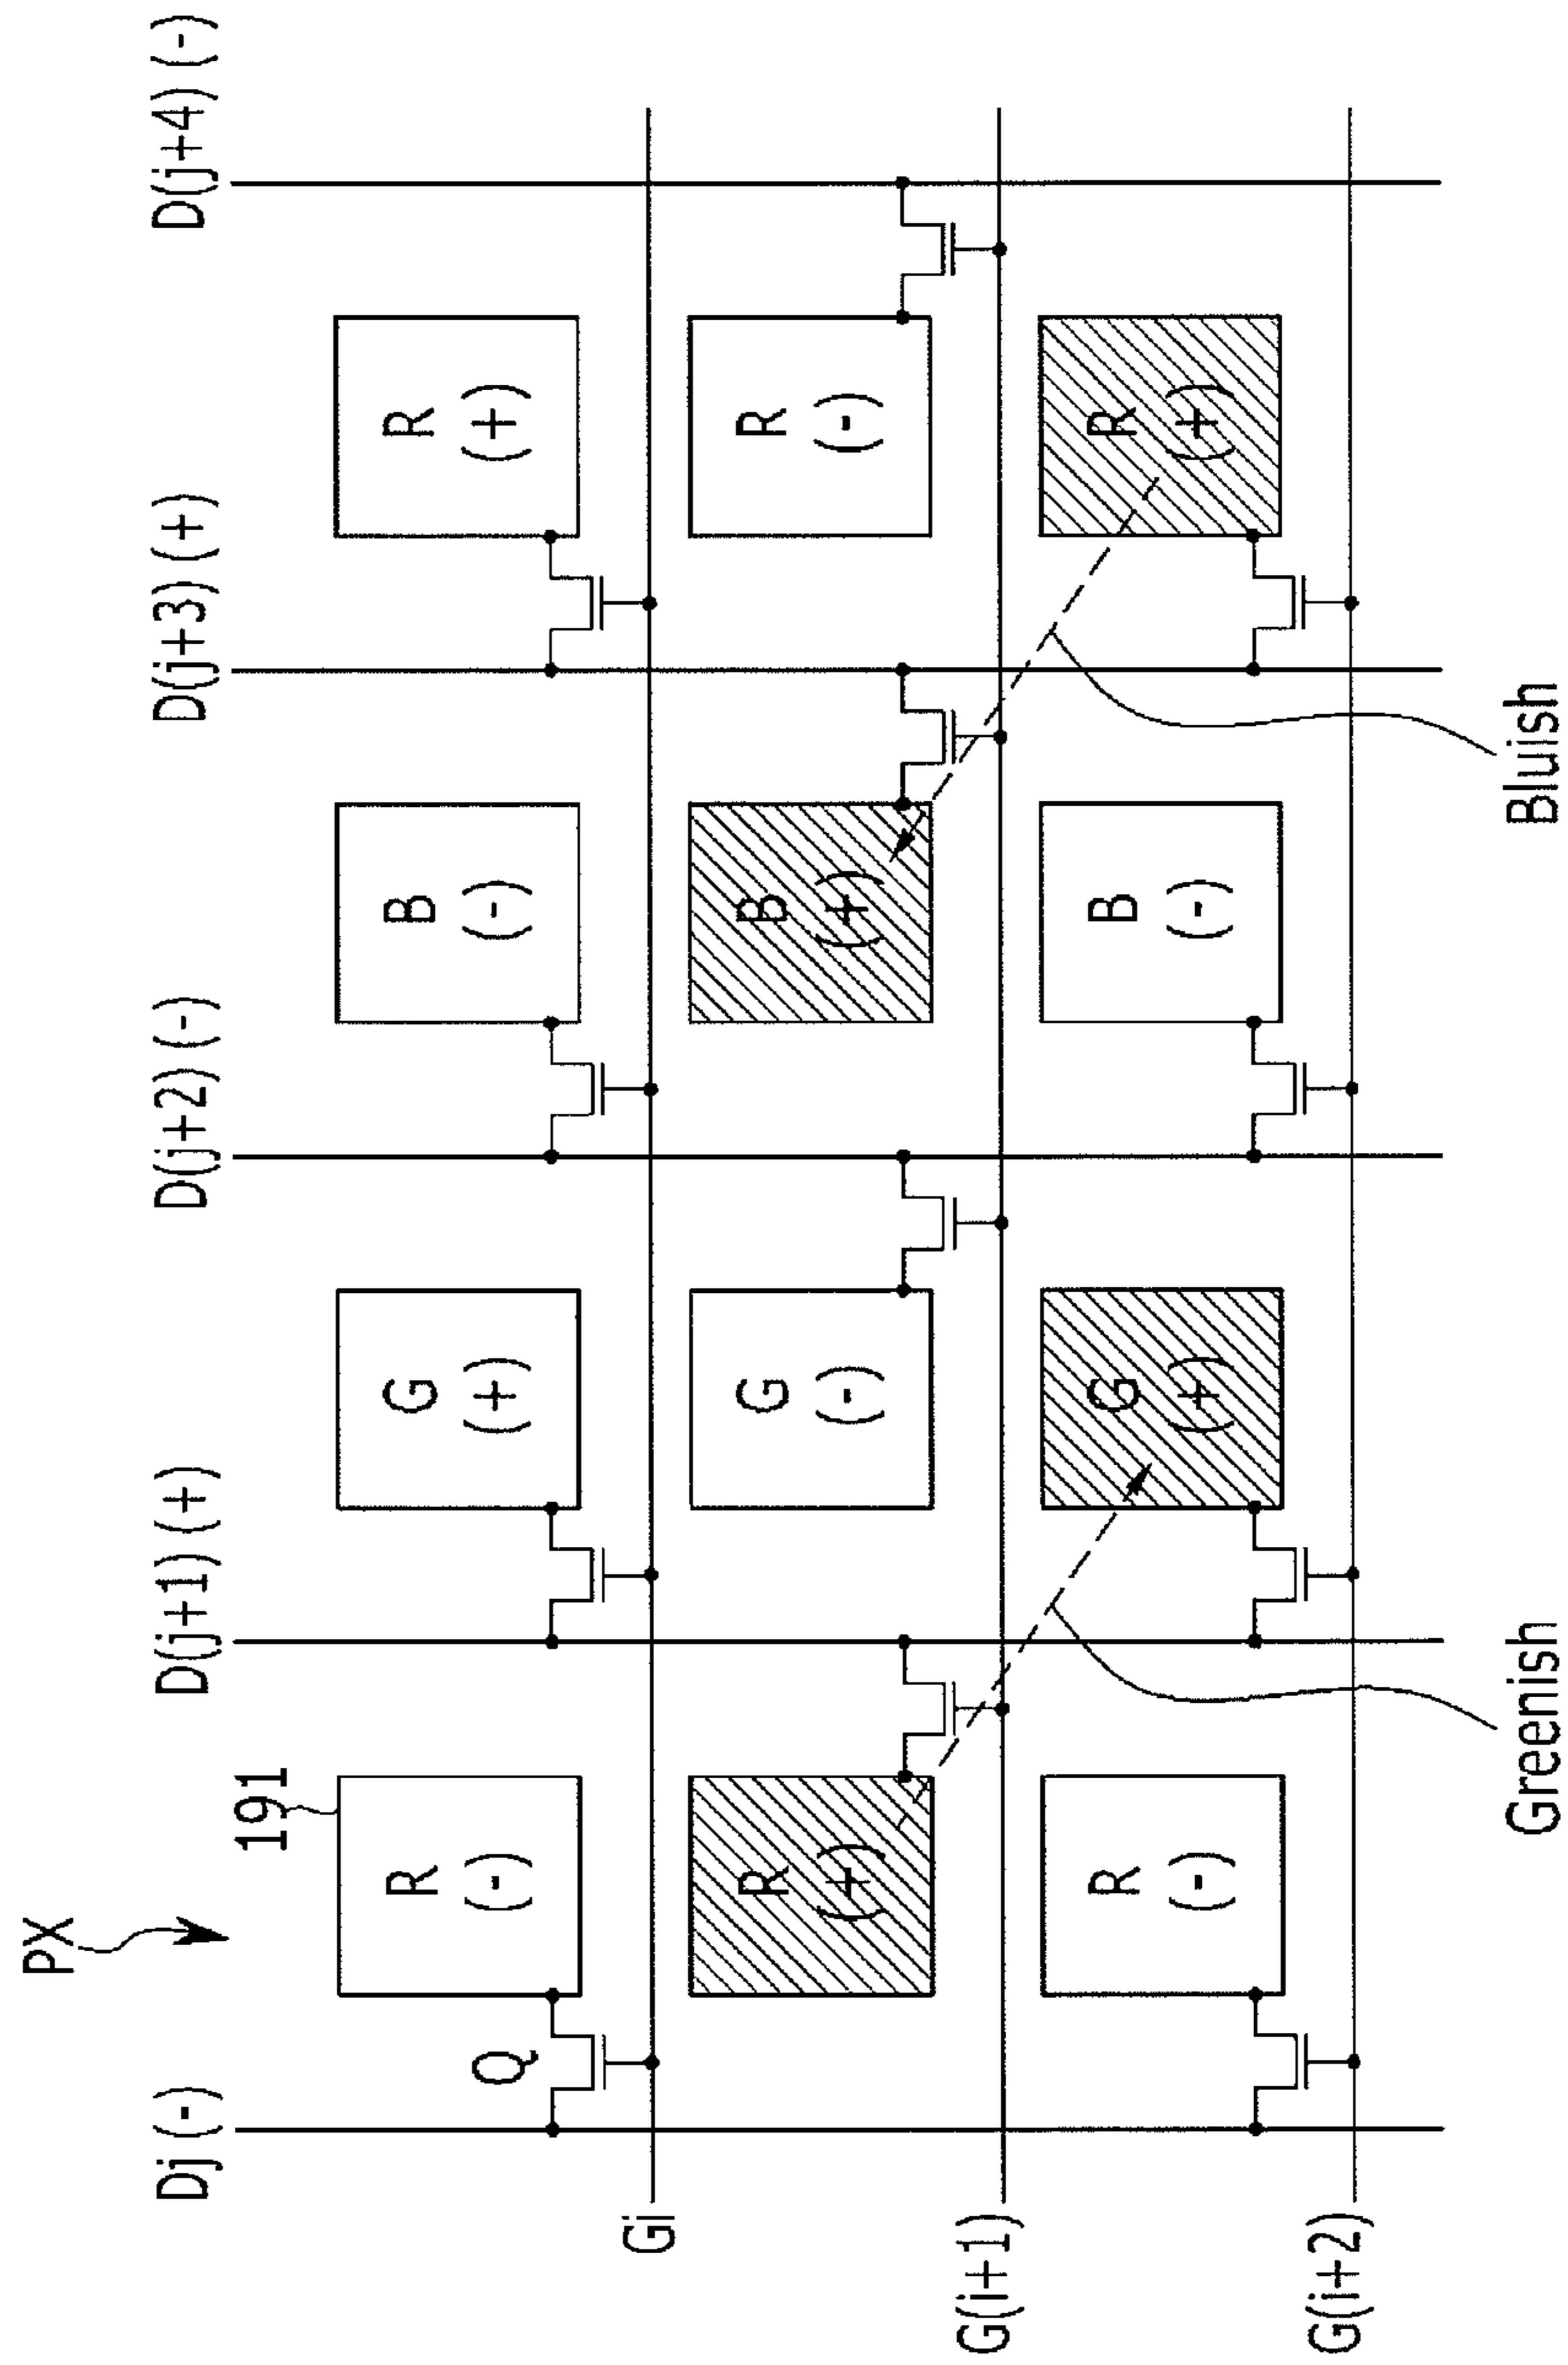 PX
191
Dj (-)
D(j+1) (+)
D(j+2) (-)
D(j+3) (+)
D(j+4) (-)
Q
R
(-)
G
(+)
B
(-)
R
(+)
Gi
R
(+)
G
(-)
B
(+)
R
(-)
G(i+1)
R
(-)
G
(+)
B
(-)
R
(+)
G(i+2)
Greenish
Bluish